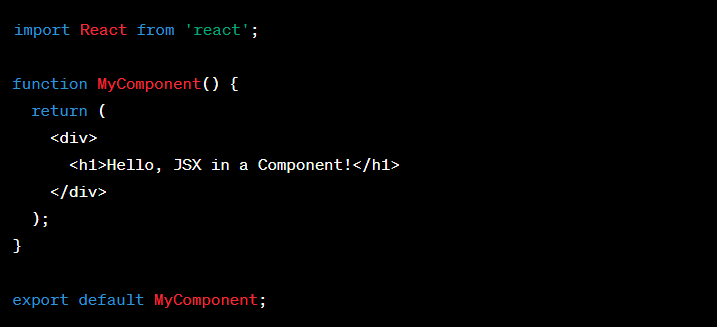 import React from 'react';
function MyComponent() {
return (
<div>
<h1>Hello, JSX in a Component!</h1>
</div>
);
}
export default MyComponent;